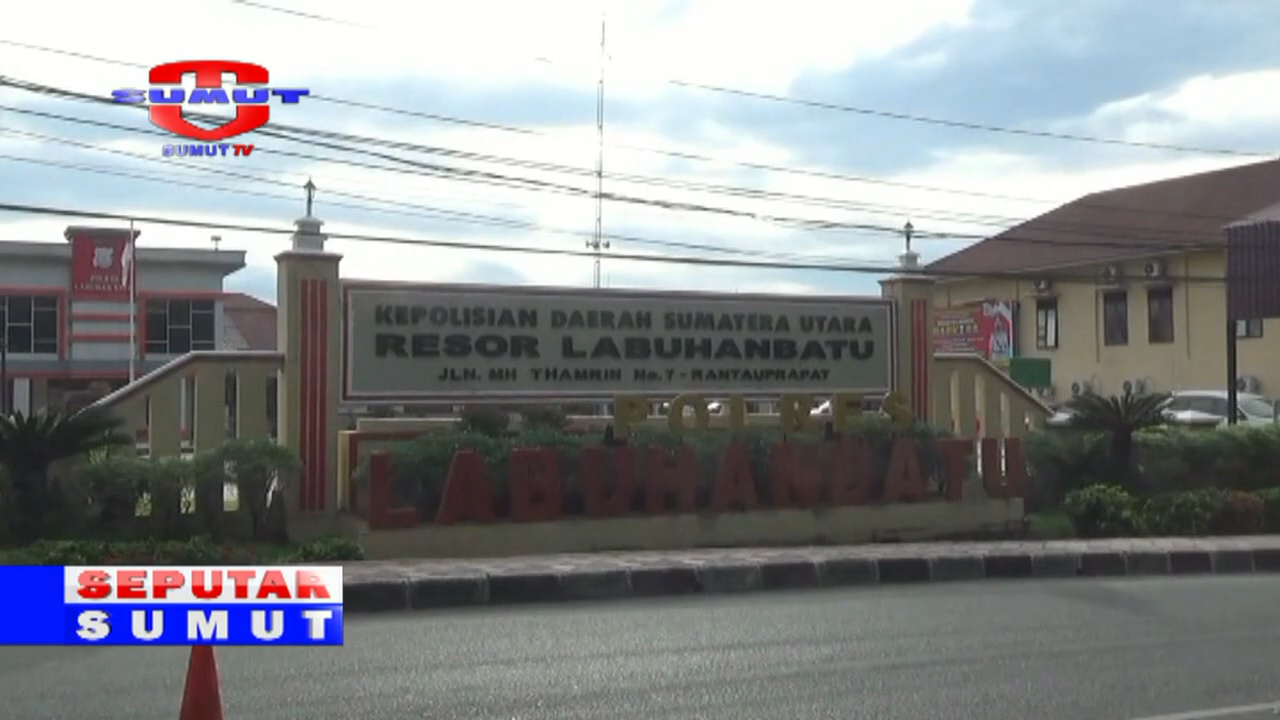 SUMUT
SUMUT TV
KEPOLISIAN DAERAH SUMATERA UTARA
RESOR LABUHANBATU
JLN. MH THAMRIN No. 7 - RANTAUPRAPAT
POLRES
LABUHANBATU
SEPUTAR
SUMUT